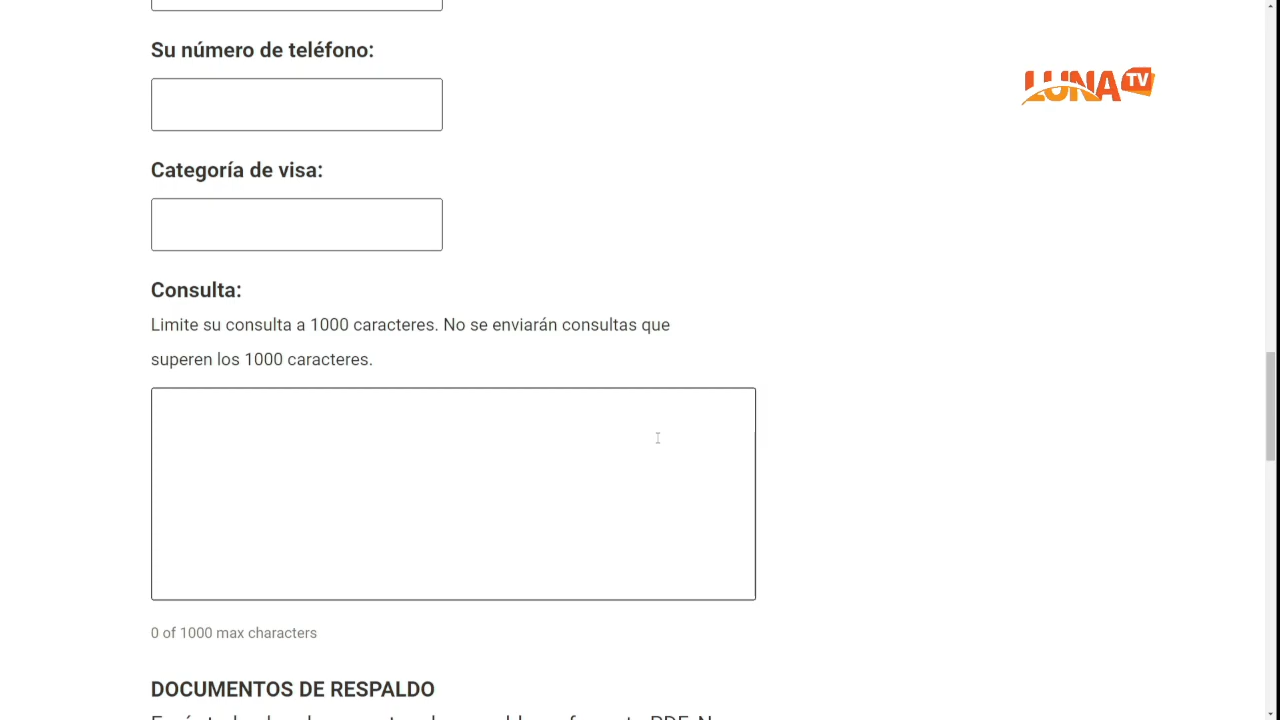 Su número de teléfono:
LUNA TV
Categoría de visa:
Consulta:
Limite su consulta a 1000 caracteres. No se enviarán consultas que
superen los 1000 caracteres.
0 of 1000 max characters
DOCUMENTOS DE RESPALDO